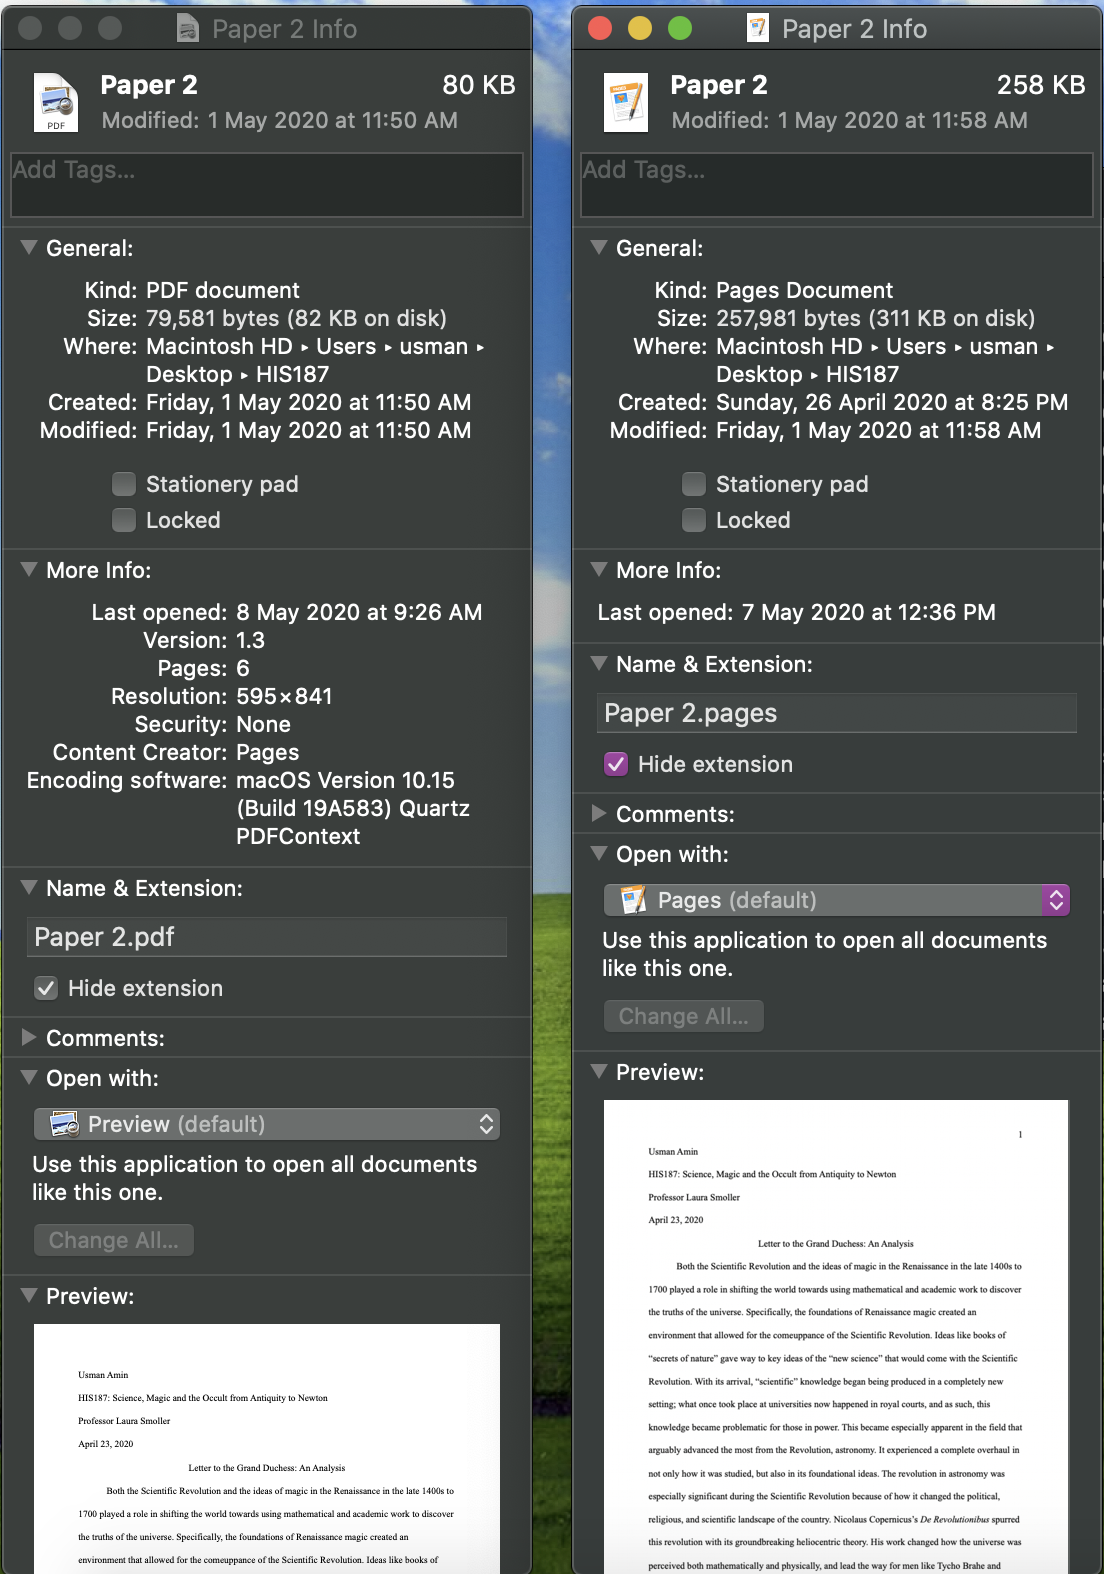 Paper 2 Info
Paper 2 80 KB
Modified: 1 May 2020 at 11:50 AM
PDF
Add Tags...
General:
Kind: PDF document
Size: 79,581 bytes (82 KB on disk)
Where: Macintosh HD ▸ Users ▸ usman ▸
Desktop ▸ HIS187
Created: Friday, 1 May 2020 at 11:50 AM
Modified: Friday, 1 May 2020 at 11:50 AM
Stationery pad
Locked
More Info:
Last opened: 8 May 2020 at 9:26 AM
Version: 1.3
Pages: 6
Resolution: 595×841
Security: None
Content Creator: Pages
Encoding software: macOS Version 10.15
(Build 19A583) Quartz
PDFContext
Name & Extension:
Paper 2.pdf
Hide extension
Comments:
Open with:
Preview (default)
Use this application to open all documents
like this one.
Change All...
Preview:
Usman Amin
HIS187: Science, Magic and the Occult from Antiquity to Newton
Professor Laura Smoller
April 23, 2020
Letter to the Grand Duchess: An Analysis
Both the Scientific Revolution and the ideas of magic in the Renaissance in the late 1400s to
1700 played a role in shifting the world towards using mathematical and academic work to discover
the truths of the universe. Specifically, the foundations of Renaissance magic created an
environment that allowed for the comeuppance of the Scientific Revolution. Ideas like books of
Paper 2 Info
Paper 2 258 KB
Modified: 1 May 2020 at 11:58 AM
Add Tags...
General:
Kind: Pages Document
Size: 257,981 bytes (311 KB on disk)
Where: Macintosh HD ▸ Users ▸ usman ▸
Desktop ▸ HIS187
Created: Sunday, 26 April 2020 at 8:25 PM
Modified: Friday, 1 May 2020 at 11:58 AM
Stationery pad
Locked
More Info:
Last opened: 7 May 2020 at 12:36 PM
Name & Extension:
Paper 2.pages
Hide extension
Comments:
Open with:
Pages (default)
Use this application to open all documents
like this one.
Change All...
Preview:
1
Usman Amin
HIS187: Science, Magic and the Occult from Antiquity to Newton
Professor Laura Smoller
April 23, 2020
Letter to the Grand Duchess: An Analysis
Both the Scientific Revolution and the ideas of magic in the Renaissance in the late 1400s to
1700 played a role in shifting the world towards using mathematical and academic work to discover
the truths of the universe. Specifically, the foundations of Renaissance magic created an
environment that allowed for the comeuppance of the Scientific Revolution. Ideas like books of
“secrets of nature” gave way to key ideas of the “new science” that would come with the Scientific
Revolution. With its arrival, “scientific” knowledge began being produced in a completely new
setting; what once took place at universities now happened in royal courts, and as such, this
knowledge became problematic for those in power. This became especially apparent in the field that
arguably advanced the most from the Revolution, astronomy. It experienced a complete overhaul in
not only how it was studied, but also in its foundational ideas. The revolution in astronomy was
especially significant during the Scientific Revolution because of how it changed the political,
religious, and scientific landscape of the country. Nicolaus Copernicus’s De Revolutionibus spurred
this revolution with its groundbreaking heliocentric theory. His work changed how the universe was
perceived both mathematically and physically, and lead the way for men like Tycho Brahe and